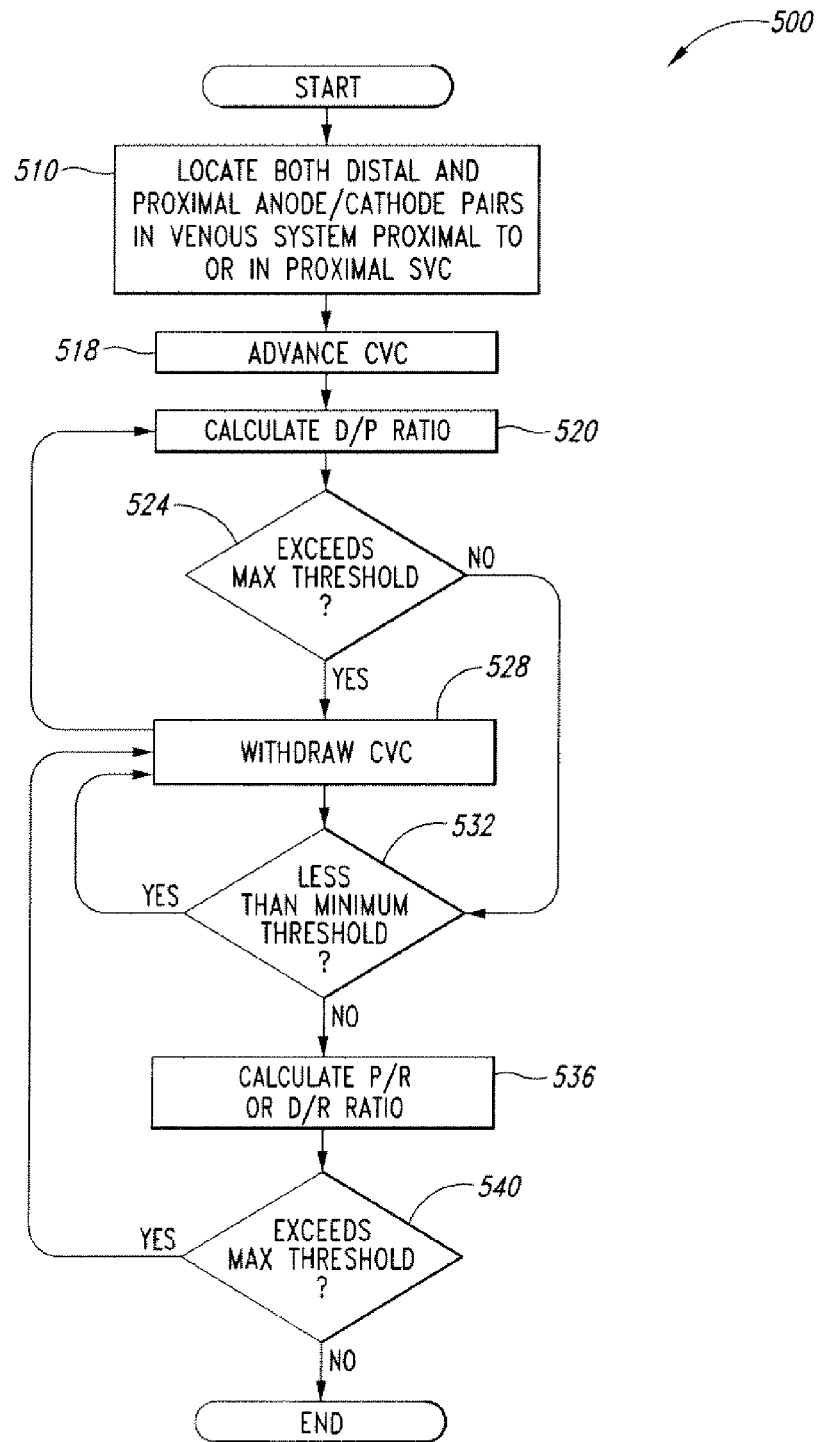 500
START
510
LOCATE BOTH DISTAL AND
PROXIMAL ANODE/CATHODE PAIRS
IN VENOUS SYSTEM PROXIMAL TO
OR IN PROXIMAL SVC
518
ADVANCE CVC
CALCULATE D/P RATIO
520
524
EXCEEDS
MAX THRESHOLD
?
NO
YES
528
WITHDRAW CVC
532
LESS
THAN MINIMUM
THRESHOLD
?
YES
NO
CALCULATE P/R
OR D/R RATIO
536
540
EXCEEDS
MAX THRESHOLD
?
YES
NO
END